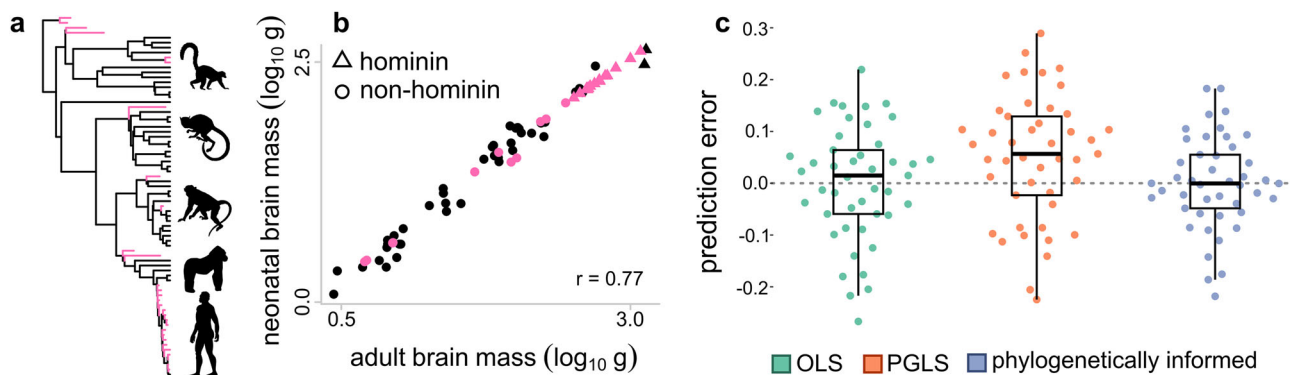 a
b
neonatal brain mass (log10 g)
2.5
0.0
hominin
non-hominin
r = 0.77
0.5
3.0
adult brain mass (log10 g)
c
prediction error
0.3
0.2
0.1
0.0
-0.1
-0.2
OLS
PGLS
phylogenetically informed